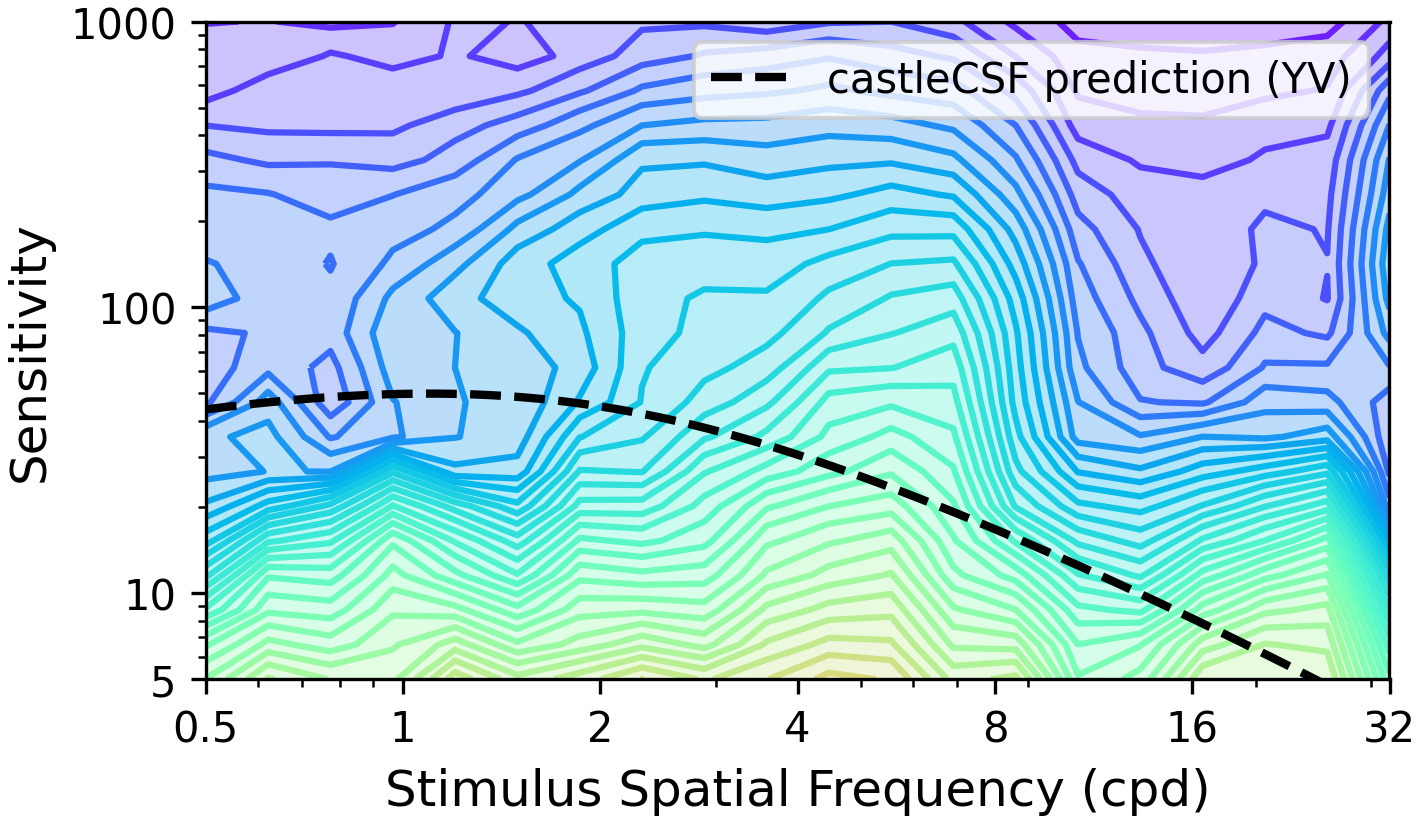 1000
100
10
5
Sensitivity
castleCSF prediction (YV)
0.5 1 2 4 8 16 32
Stimulus Spatial Frequency (cpd)